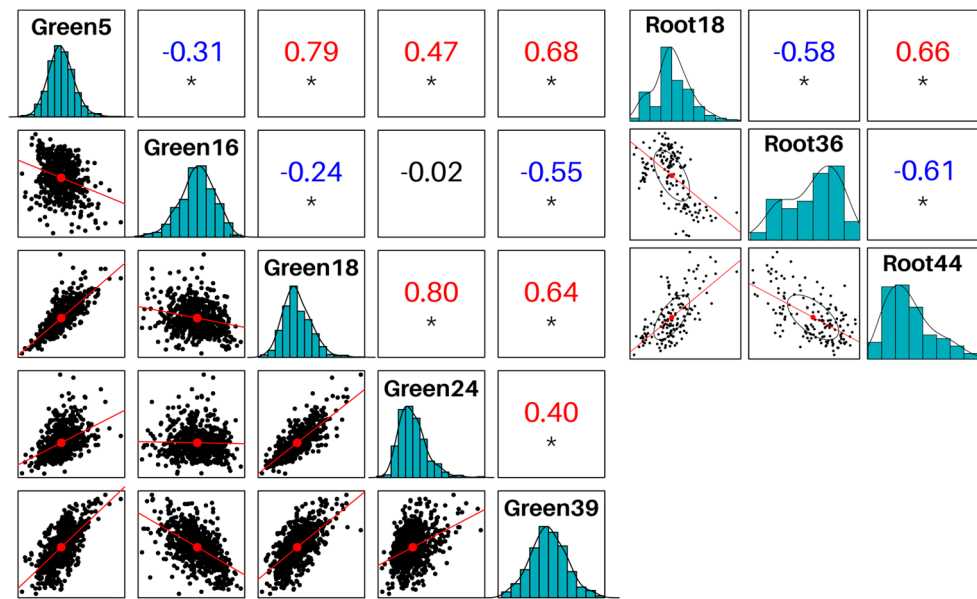 Green5 -0.31 0.79 0.47 0.68 Root18 -0.58 0.66
* * * * * *
Green16 -0.24 -0.02 -0.55 Root36 -0.61
* * *
Green18 0.80 0.64 Root44
* *
Green24 0.40
*
Green39